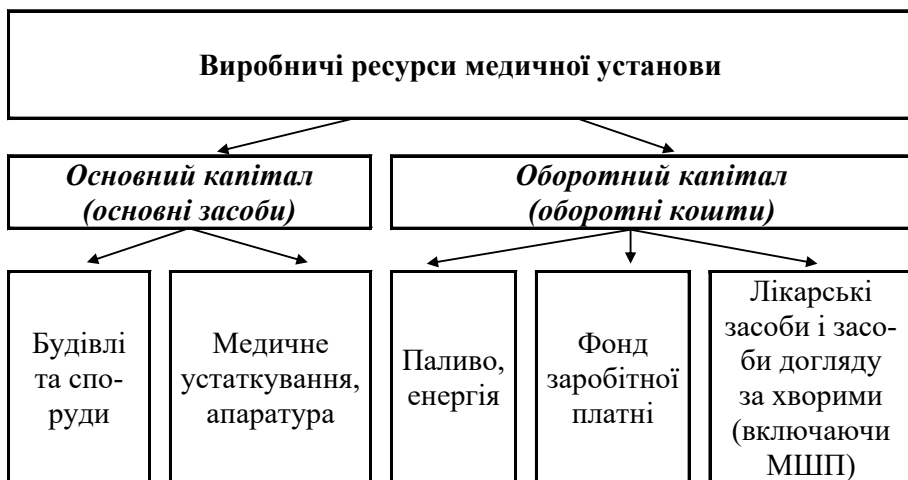 Виробничі ресурси медичної установи
Основний капітал
(основні засоби)
Оборотний капітал
(оборотні кошти)
Будівлі
та спо-
руди
Медичне
устаткування,
апаратура
Паливо,
енергія
Фонд
заробітної
платні
Лікарські
засоби і засо-
би догляду
за хворими
(включаючи
МШП)